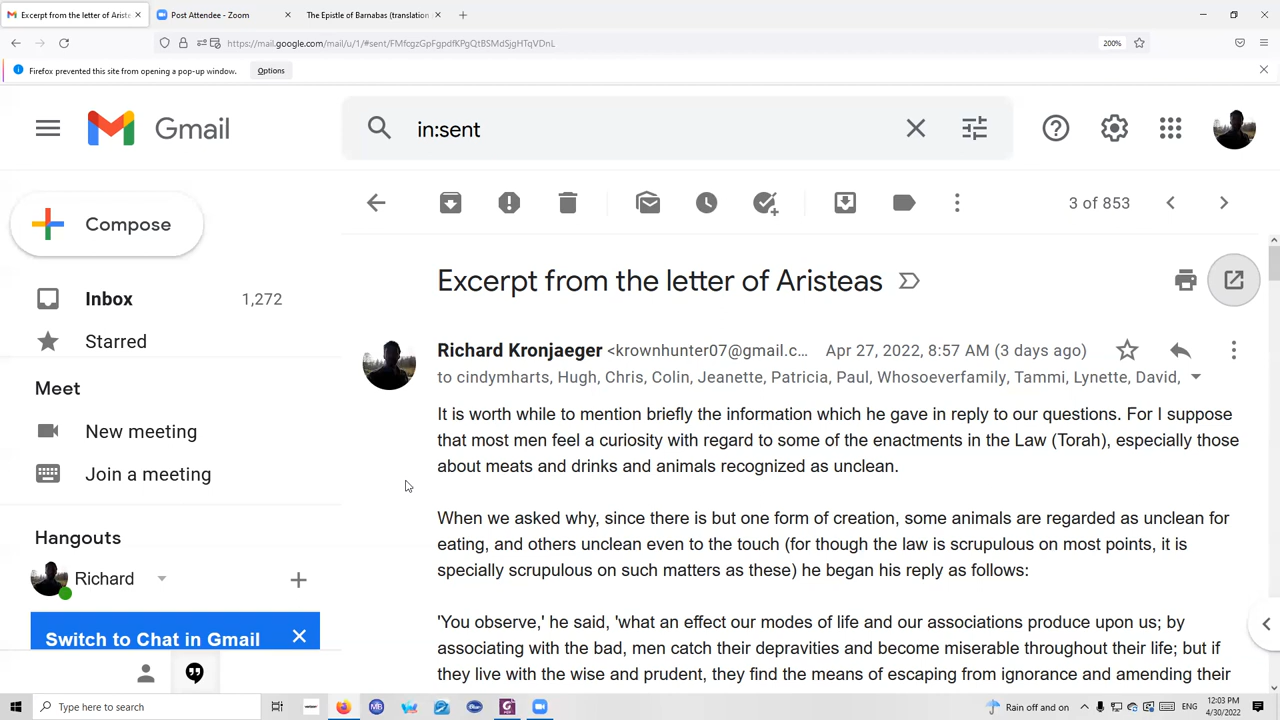 Excerpt from the letter of Ariste
Post Attendee - Zoom
The Epistle of Barnabas (translation
https://mail.google.com/mail/u/1/#sent/FMfcgzGpFgpdfKPgQtBSMdSjgHTqVDnL
200%
Firefox prevented this site from opening a pop-up window.
Options
Gmail
in:sent
Compose
3 of 853
Inbox 1,272
Starred
Meet
New meeting
Join a meeting
Hangouts
Richard
Switch to Chat in Gmail
Excerpt from the letter of Aristeas
Richard Kronjaeger <krownhunter07@gmail.c... Apr 27, 2022, 8:57 AM (3 days ago)
to cindymharts, Hugh, Chris, Colin, Jeanette, Patricia, Paul, Whosoeverfamily, Tammi, Lynette, David,
It is worth while to mention briefly the information which he gave in reply to our questions. For I suppose
that most men feel a curiosity with regard to some of the enactments in the Law (Torah), especially those
about meats and drinks and animals recognized as unclean.
When we asked why, since there is but one form of creation, some animals are regarded as unclean for
eating, and others unclean even to the touch (for though the law is scrupulous on most points, it is
specially scrupulous on such matters as these) he began his reply as follows:
'You observe,' he said, 'what an effect our modes of life and our associations produce upon us; by
associating with the bad, men catch their depravities and become miserable throughout their life; but if
they live with the wise and prudent, they find the means of escaping from ignorance and amending their
Type here to search
MB
Rain off and on
ENG
12:03 PM
4/30/2022